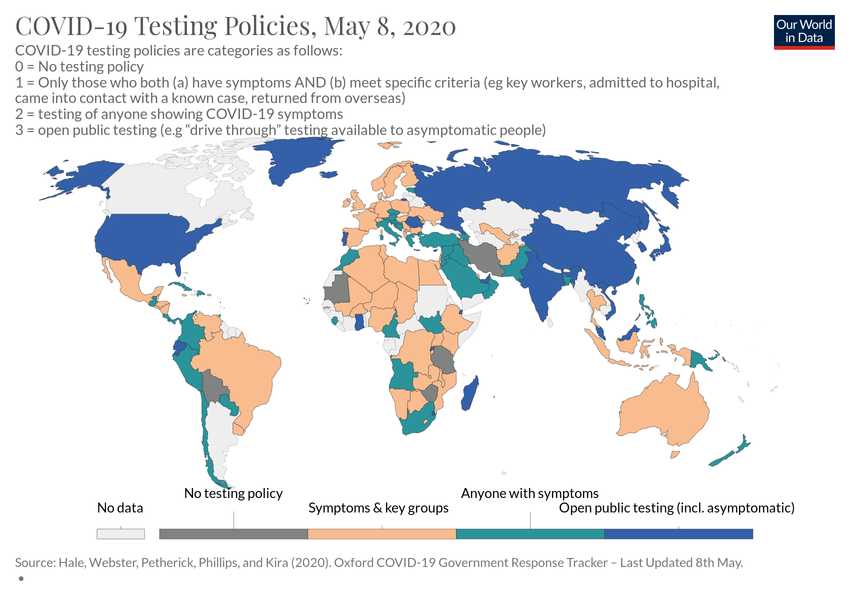 COVID-19 Testing Policies, May 8, 2020
Our World
in Data
COVID-19 testing policies are categories as follows:
0 = No testing policy
1 = Only those who both (a) have symptoms AND (b) meet specific criteria (eg key workers, admitted to hospital,
came into contact with a known case, returned from overseas)
2 = testing of anyone showing COVID-19 symptoms
3 = open public testing (e.g “drive through” testing available to asymptomatic people)
No testing policy
Anyone with symptoms
No data
Symptoms & key groups
Open public testing (incl. asymptomatic)
Source: Hale, Webster, Petherick, Phillips, and Kira (2020). Oxford COVID-19 Government Response Tracker – Last Updated 8th May.
•